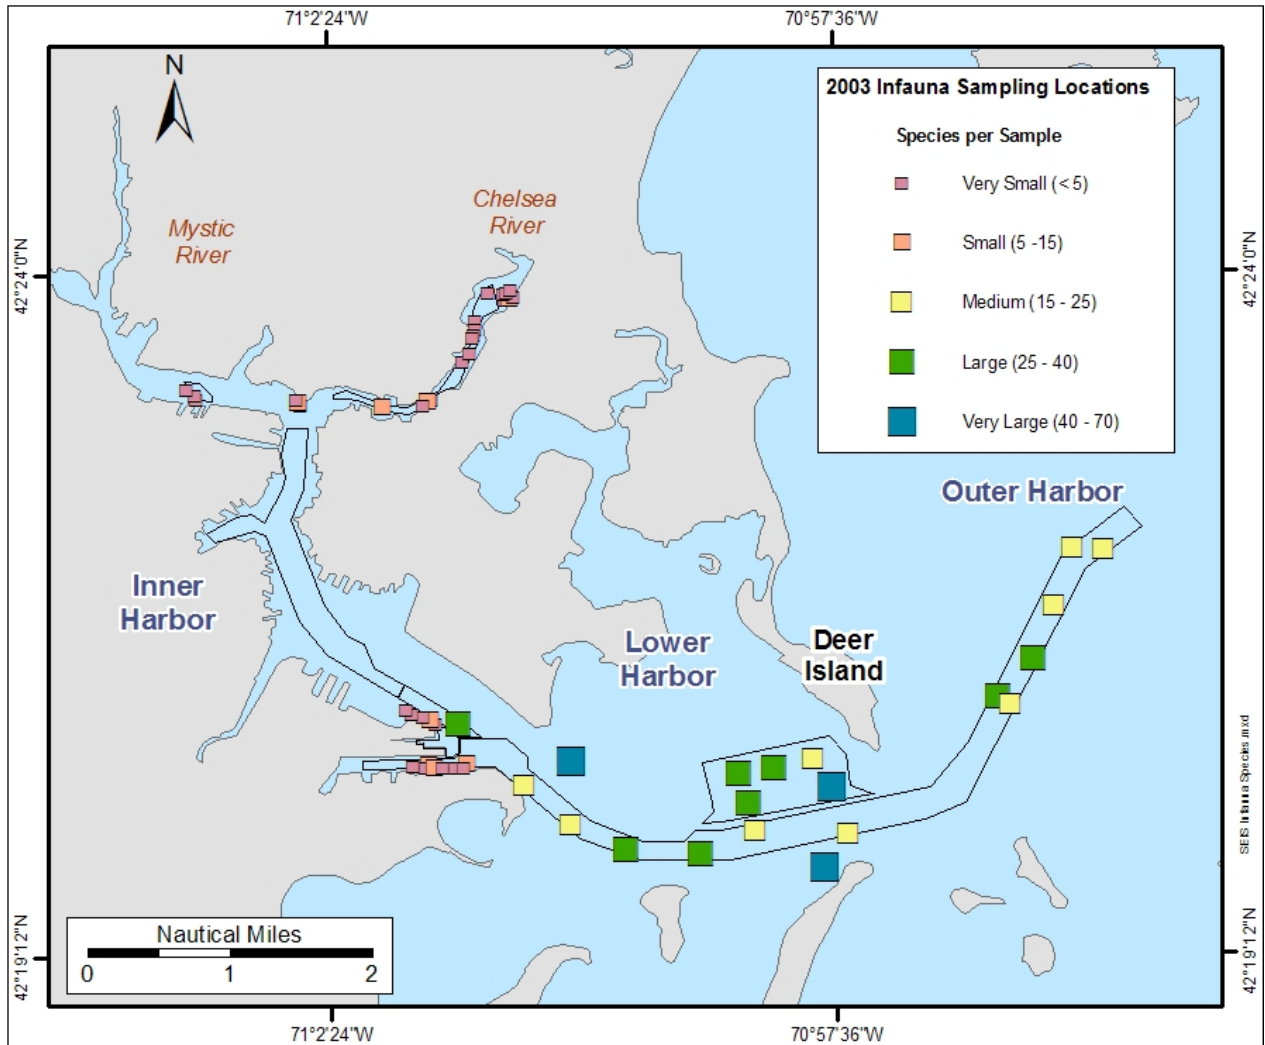 71°2'24"W 70°57'36"W
N
2003 Infauna Sampling Locations
Species per Sample
Very Small (< 5)
Small (5 -15)
Medium (15 - 25)
Large (25 - 40)
Very Large (40 - 70)
Chelsea
River
Mystic
River
42°24'0"N 42°24'0"N
Outer Harbor
Inner
Harbor
Lower
Harbor
Deer
Island
SEIS Infauna Species.mxd
Nautical Miles
0 1 2
42°19'12"N 42°19'12"N
71°2'24"W 70°57'36"W